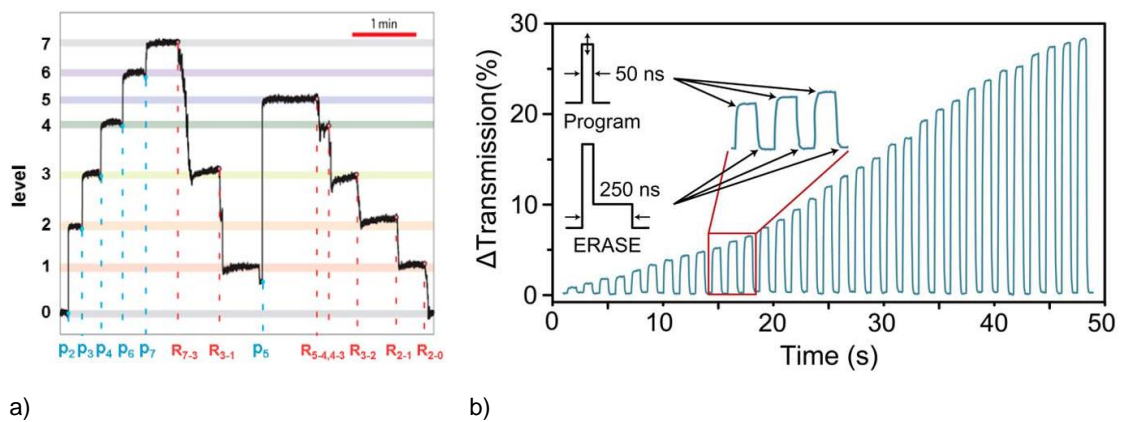 1 min
7
6
5
4
3
2
1
0
level
p2 p3 p4 p6 p7 R7-3 R3-1 p5 R5-4,4-3 R3-2 R2-1 R2-0
a)
30
20
10
0
ΔTransmission(%)
50 ns
Program
250 ns
ERASE
0 10 20 30 40 50
Time (s)
b)